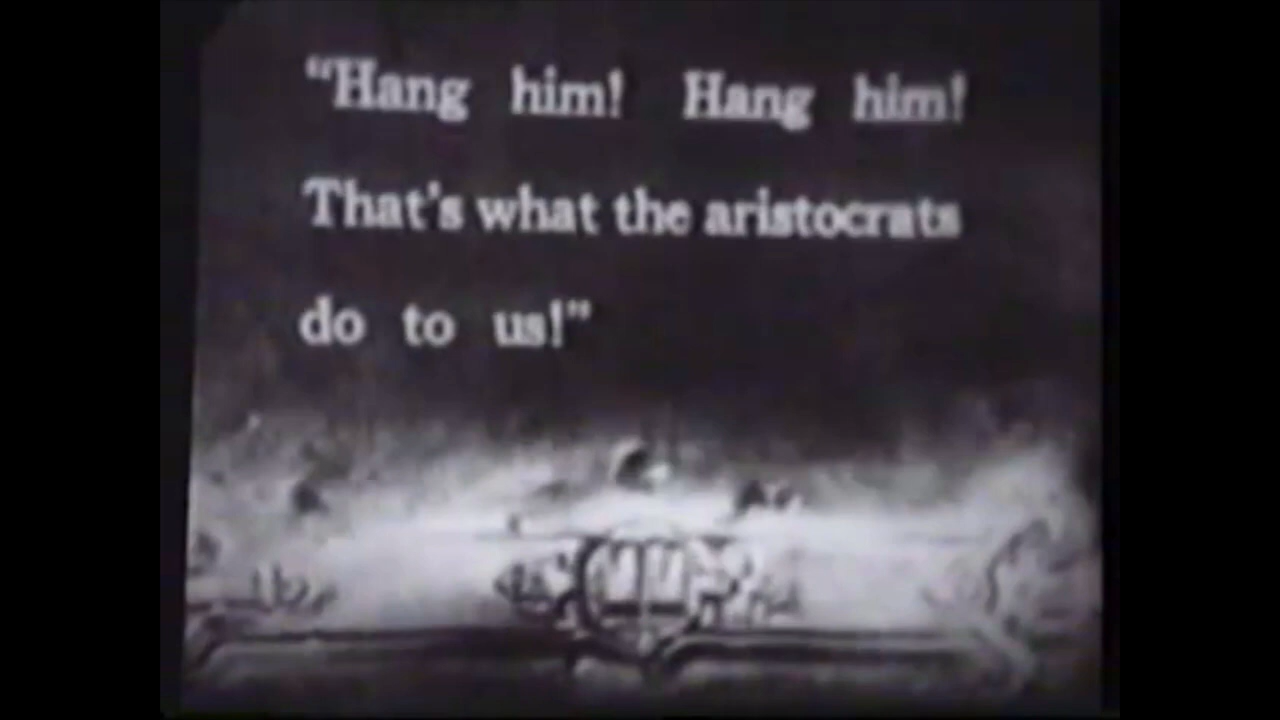 “Hang him! Hang him!
That's what the aristocrats
do to us!”